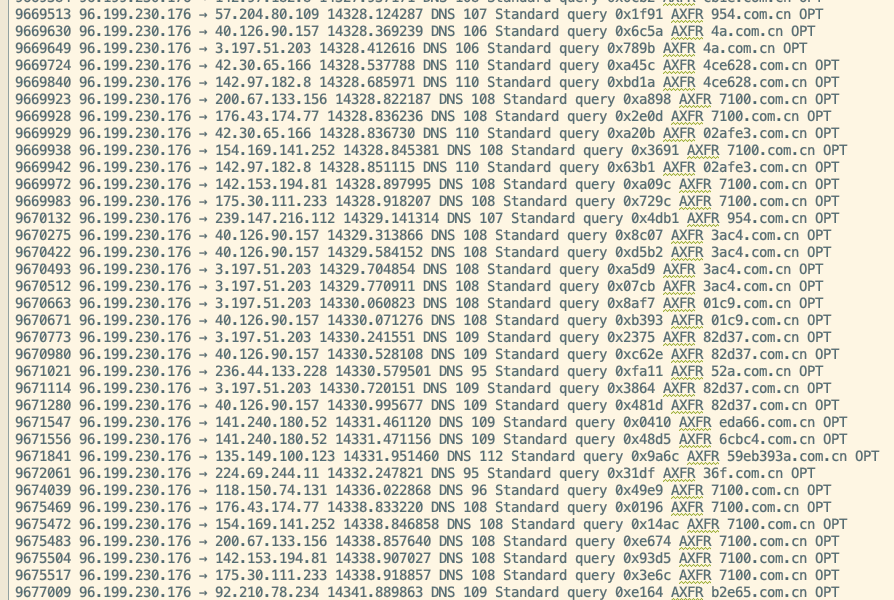 9669513 96.199.230.176 → 57.204.80.109 14328.124287 DNS 107 Standard query 0x1f91 AXFR 954.com.cn OPT
9669630 96.199.230.176 → 40.126.90.157 14328.369239 DNS 106 Standard query 0x6c5a AXFR 4a.com.cn OPT
9669649 96.199.230.176 → 3.197.51.203 14328.412616 DNS 106 Standard query 0x789b AXFR 4a.com.cn OPT
9669724 96.199.230.176 → 42.30.65.166 14328.537788 DNS 110 Standard query 0xa45c AXFR 4ce628.com.cn OPT
9669840 96.199.230.176 → 142.97.182.8 14328.685971 DNS 110 Standard query 0xbd1a AXFR 4ce628.com.cn OPT
9669923 96.199.230.176 → 200.67.133.156 14328.822187 DNS 108 Standard query 0xa898 AXFR 7100.com.cn OPT
9669928 96.199.230.176 → 176.43.174.77 14328.836236 DNS 108 Standard query 0x2e0d AXFR 7100.com.cn OPT
9669929 96.199.230.176 → 42.30.65.166 14328.836730 DNS 110 Standard query 0xa20b AXFR 02afe3.com.cn OPT
9669938 96.199.230.176 → 154.169.141.252 14328.845381 DNS 108 Standard query 0x3691 AXFR 7100.com.cn OPT
9669942 96.199.230.176 → 142.97.182.8 14328.851115 DNS 110 Standard query 0x63b1 AXFR 02afe3.com.cn OPT
9669972 96.199.230.176 → 142.153.194.81 14328.897995 DNS 108 Standard query 0xa09c AXFR 7100.com.cn OPT
9669983 96.199.230.176 → 175.30.111.233 14328.918207 DNS 108 Standard query 0x729c AXFR 7100.com.cn OPT
9670132 96.199.230.176 → 239.147.216.112 14329.141314 DNS 107 Standard query 0x4db1 AXFR 954.com.cn OPT
9670275 96.199.230.176 → 40.126.90.157 14329.313866 DNS 108 Standard query 0x8c07 AXFR 3ac4.com.cn OPT
9670422 96.199.230.176 → 40.126.90.157 14329.584152 DNS 108 Standard query 0xd5b2 AXFR 3ac4.com.cn OPT
9670493 96.199.230.176 → 3.197.51.203 14329.704854 DNS 108 Standard query 0xa5d9 AXFR 3ac4.com.cn OPT
9670512 96.199.230.176 → 3.197.51.203 14329.770911 DNS 108 Standard query 0x07cb AXFR 3ac4.com.cn OPT
9670663 96.199.230.176 → 3.197.51.203 14330.060823 DNS 108 Standard query 0x8af7 AXFR 01c9.com.cn OPT
9670671 96.199.230.176 → 40.126.90.157 14330.071276 DNS 108 Standard query 0xb393 AXFR 01c9.com.cn OPT
9670773 96.199.230.176 → 3.197.51.203 14330.241551 DNS 109 Standard query 0x2375 AXFR 82d37.com.cn OPT
9670980 96.199.230.176 → 40.126.90.157 14330.528108 DNS 109 Standard query 0xc62e AXFR 82d37.com.cn OPT
9671021 96.199.230.176 → 236.44.133.228 14330.579501 DNS 95 Standard query 0xfa11 AXFR 52a.com.cn OPT
9671114 96.199.230.176 → 3.197.51.203 14330.720151 DNS 109 Standard query 0x3864 AXFR 82d37.com.cn OPT
9671280 96.199.230.176 → 40.126.90.157 14330.995677 DNS 109 Standard query 0x481d AXFR 82d37.com.cn OPT
9671547 96.199.230.176 → 141.240.180.52 14331.461120 DNS 109 Standard query 0x0410 AXFR eda66.com.cn OPT
9671556 96.199.230.176 → 141.240.180.52 14331.471156 DNS 109 Standard query 0x48d5 AXFR 6cbc4.com.cn OPT
9671841 96.199.230.176 → 135.149.100.123 14331.951460 DNS 112 Standard query 0x9a6c AXFR 59eb393a.com.cn OPT
9672061 96.199.230.176 → 224.69.244.11 14332.247821 DNS 95 Standard query 0x31df AXFR 36f.com.cn OPT
9674039 96.199.230.176 → 118.150.74.131 14336.022868 DNS 96 Standard query 0x49e9 AXFR 7100.com.cn OPT
9675469 96.199.230.176 → 176.43.174.77 14338.833220 DNS 108 Standard query 0x0196 AXFR 7100.com.cn OPT
9675472 96.199.230.176 → 154.169.141.252 14338.846858 DNS 108 Standard query 0x14ac AXFR 7100.com.cn OPT
9675483 96.199.230.176 → 200.67.133.156 14338.857640 DNS 108 Standard query 0xe674 AXFR 7100.com.cn OPT
9675504 96.199.230.176 → 142.153.194.81 14338.907027 DNS 108 Standard query 0x93d5 AXFR 7100.com.cn OPT
9675517 96.199.230.176 → 175.30.111.233 14338.918857 DNS 108 Standard query 0x3e6c AXFR 7100.com.cn OPT
9677009 96.199.230.176 → 92.210.78.234 14341.889863 DNS 109 Standard query 0xe164 AXFR b2e65.com.cn OPT